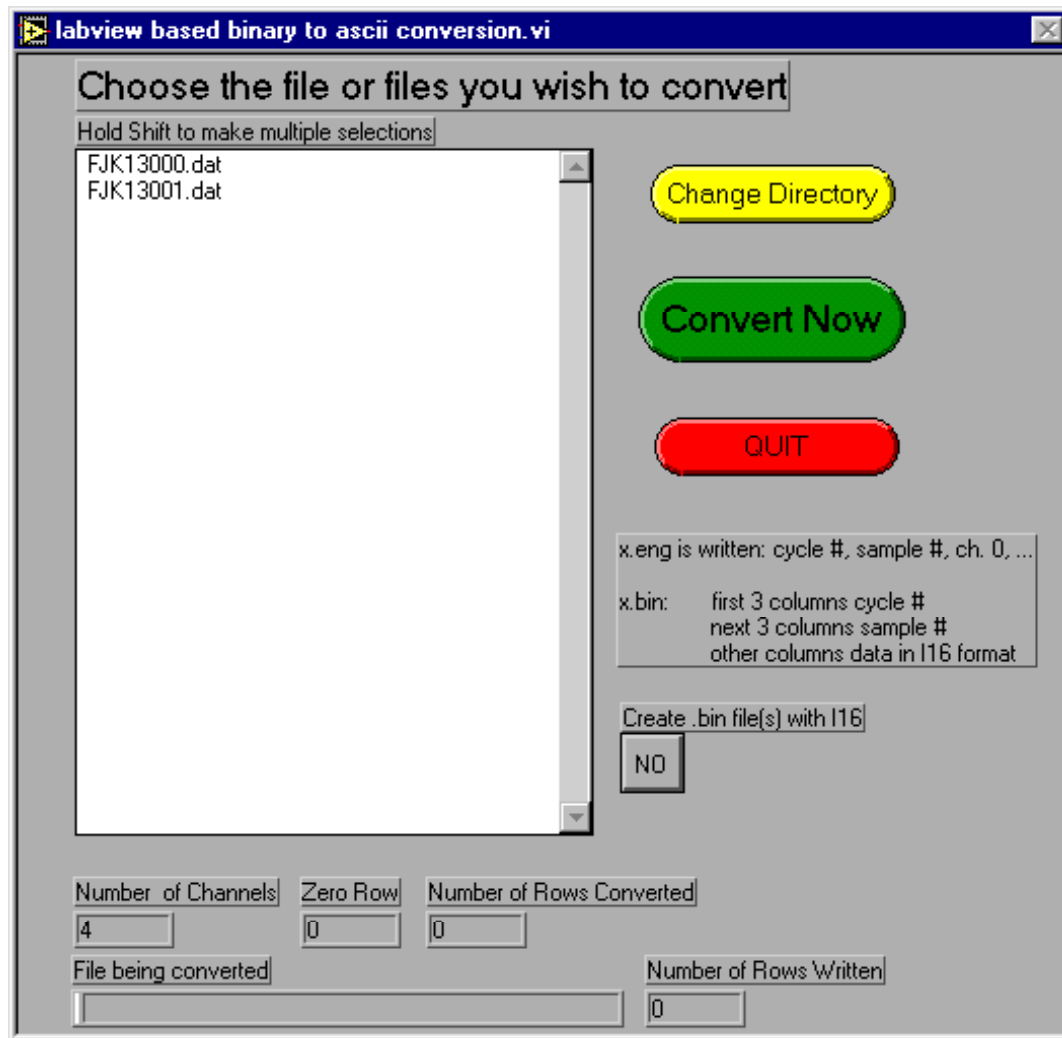 labview based binary to ascii conversion.vi
Choose the file or files you wish to convert
Hold Shift to make multiple selections
FJK13000.dat
FJK13001.dat
Change Directory
Convert Now
QUIT
x.eng is written: cycle #, sample #, ch. 0, ...
x.bin: first 3 columns cycle #
next 3 columns sample #
other columns data in I16 format
Create .bin file(s) with I16
NO
Number of Channels Zero Row Number of Rows Converted
4 0 0
File being converted Number of Rows Written
0